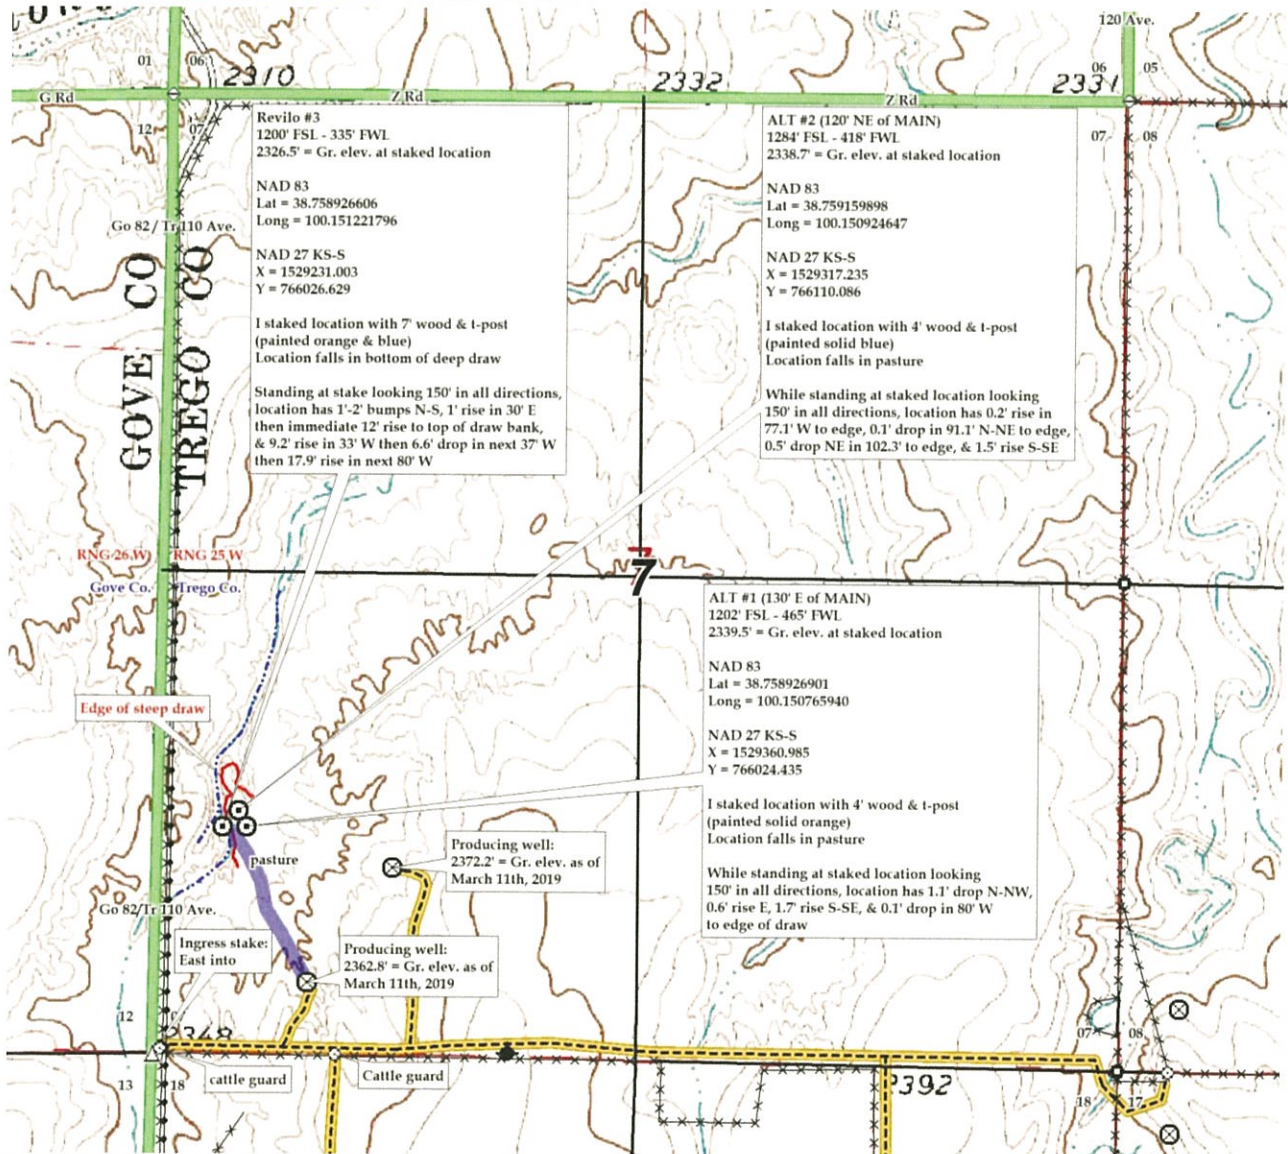 120 Ave.
01
06
2310
2332
2331
06
05
G Rd
Z Rd
Z Rd
12
07
07
08
Revilo #3
1200' FSL - 335' FWL
2326.5' = Gr. elev. at staked location
NAD 83
Lat = 38.758926606
Long = 100.151221796
NAD 27 KS-S
X = 1529231.003
Y = 766026.629
I staked location with 7' wood & t-post
(painted orange & blue)
Location falls in bottom of deep draw
Standing at stake looking 150' in all directions,
location has 1'-2' bumps N-S, 1' rise in 30' E
then immediate 12' rise to top of draw bank,
& 9.2' rise in 33' W then 6.6' drop in next 37' W
then 17.9' rise in next 80' W
ALT #2 (120' NE of MAIN)
1284' FSL - 418' FWL
2338.7' = Gr. elev. at staked location
NAD 83
Lat = 38.759159898
Long = 100.150924647
NAD 27 KS-S
X = 1529317.235
Y = 766110.086
I staked location with 4' wood & t-post
(painted solid blue)
Location falls in pasture
While standing at staked location looking
150' in all directions, location has 0.2' rise in
77.1' W to edge, 0.1' drop in 91.1' N-NE to edge,
0.5' drop NE in 102.3' to edge, & 1.5' rise S-SE
Go 82 / Tr 110 Ave.
GOVE CO
TREGO CO
RNG 26 W
RNG 25 W
Gove Co.
Trego Co.
7
ALT #1 (130' E of MAIN)
1202' FSL - 465' FWL
2339.5' = Gr. elev. at staked location
NAD 83
Lat = 38.758926901
Long = 100.150765940
NAD 27 KS-S
X = 1529360.985
Y = 766024.435
I staked location with 4' wood & t-post
(painted solid orange)
Location falls in pasture
While standing at staked location looking
150' in all directions, location has 1.1' drop N-NW,
0.6' rise E, 1.7' rise S-SE, & 0.1' drop in 80' W
to edge of draw
Edge of steep draw
pasture
Producing well:
2372.2' = Gr. elev. as of
March 11th, 2019
Go 82/Tr 110 Ave.
Ingress stake:
East into
Producing well:
2362.8' = Gr. elev. as of
March 11th, 2019
12
2348
07
08
13
18
cattle guard
Cattle guard
2392
18
17